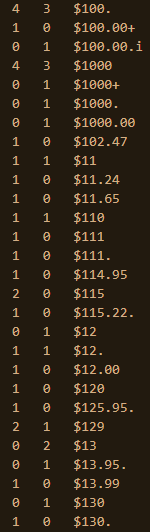 4 3 $100.
1 0 $100.00+
0 1 $100.00.i
4 3 $1000
0 1 $1000+
0 1 $1000.
0 1 $1000.00
1 0 $102.47
1 1 $11
1 0 $11.24
1 0 $11.65
1 1 $110
1 0 $111
1 0 $111.
1 0 $114.95
2 0 $115
1 0 $115.22.
0 1 $12
1 1 $12.
1 0 $12.00
1 0 $120
1 0 $125.95.
2 1 $129
0 2 $13
0 1 $13.95.
1 0 $13.99
0 1 $130
1 0 $130.